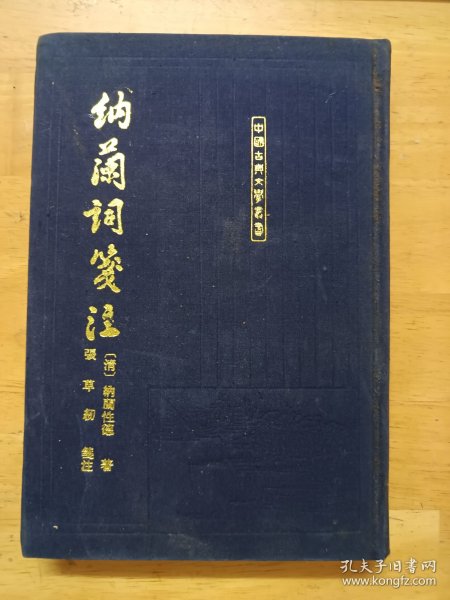 中國古典文學叢書
納蘭詞箋注
〔清〕納蘭性德 著
張草紉 箋注
孔夫子旧书网
www.kongfz.com